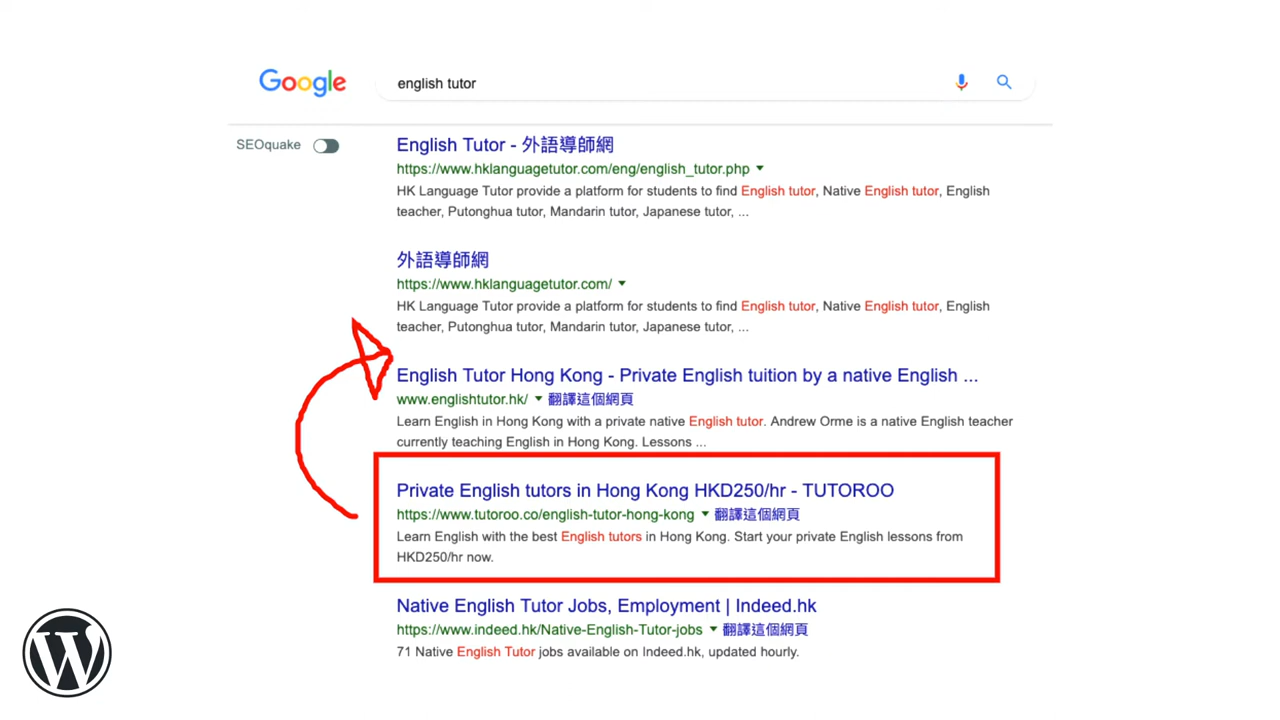 Google
english tutor
SEOquake
English Tutor - 外語導師網
https://www.hklanguagetutor.com/eng/english_tutor.php
HK Language Tutor provide a platform for students to find English tutor, Native English tutor, English
teacher, Putonghua tutor, Mandarin tutor, Japanese tutor, ...
外語導師網
https://www.hklanguagetutor.com/
HK Language Tutor provide a platform for students to find English tutor, Native English tutor, English
teacher, Putonghua tutor, Mandarin tutor, Japanese tutor, ...
English Tutor Hong Kong - Private English tuition by a native English ...
www.englishtutor.hk/ 翻譯這個網頁
Learn English in Hong Kong with a private native English tutor. Andrew Orme is a native English teacher
currently teaching English in Hong Kong. Lessons ...
Private English tutors in Hong Kong HKD250/hr - TUTOROO
https://www.tutoroo.co/english-tutor-hong-kong 翻譯這個網頁
Learn English with the best English tutors in Hong Kong. Start your private English lessons from
HKD250/hr now.
Native English Tutor Jobs, Employment | Indeed.hk
https://www.indeed.hk/Native-English-Tutor-jobs 翻譯這個網頁
71 Native English Tutor jobs available on Indeed.hk, updated hourly.
W